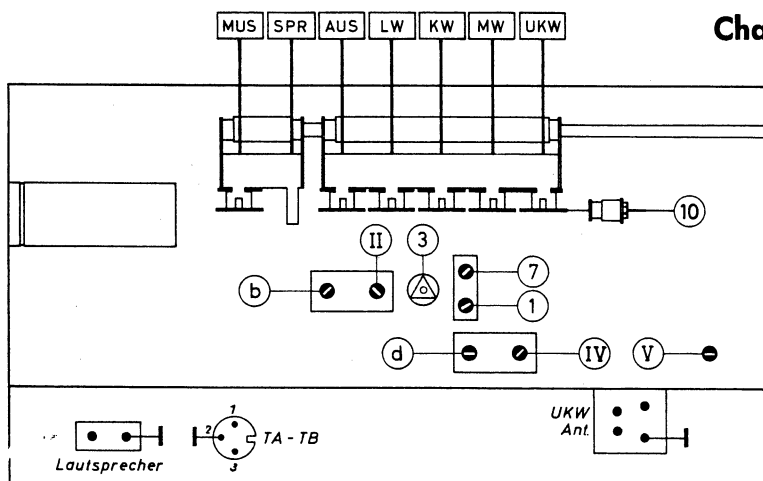 MUS SPR AUS LW KW MW UKW
Cha
10
II 3
7
b
1
d IV V
1
2 TA-TB
3
Lautsprecher
UKW
Ant.